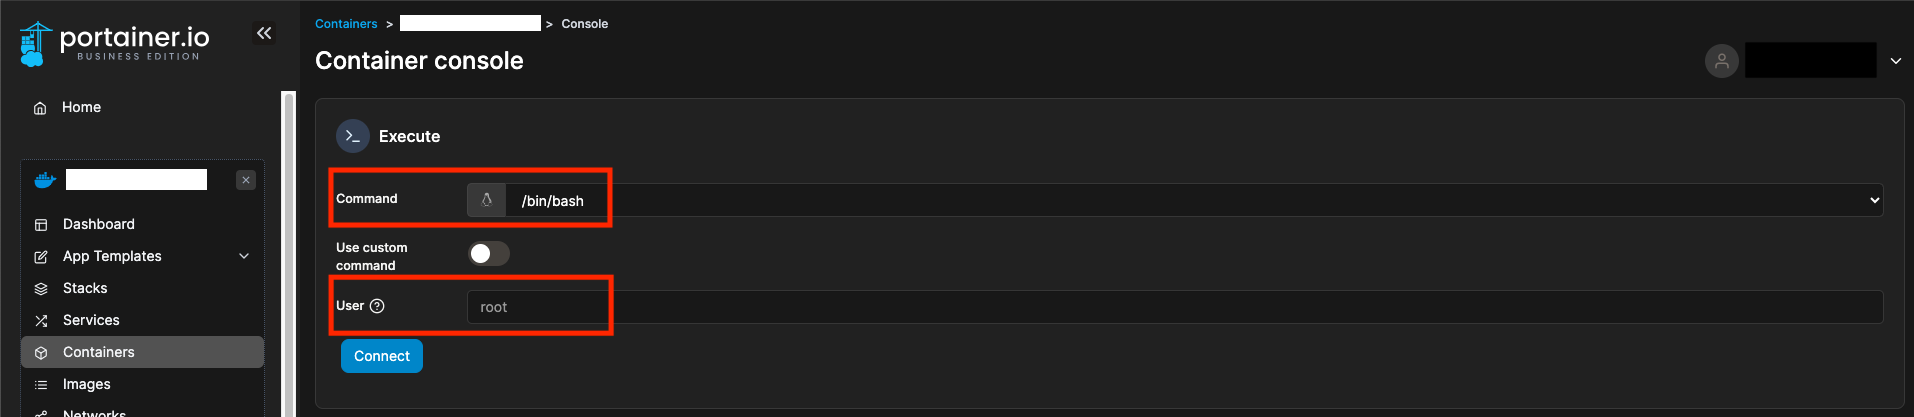 portainer.io
BUSINESS EDITION
Home
Dashboard
App Templates
Stacks
Services
Containers
Images
Networks
Containers > > Console
Container console
Execute
Command /bin/bash
Use custom
command
User root
Connect